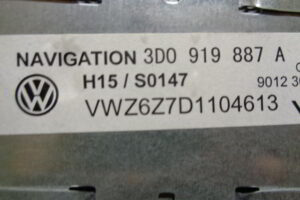 NAVIGATION 3D0 919 887 A
H15 / S0147
9012 3
VWZ6Z7D1104613